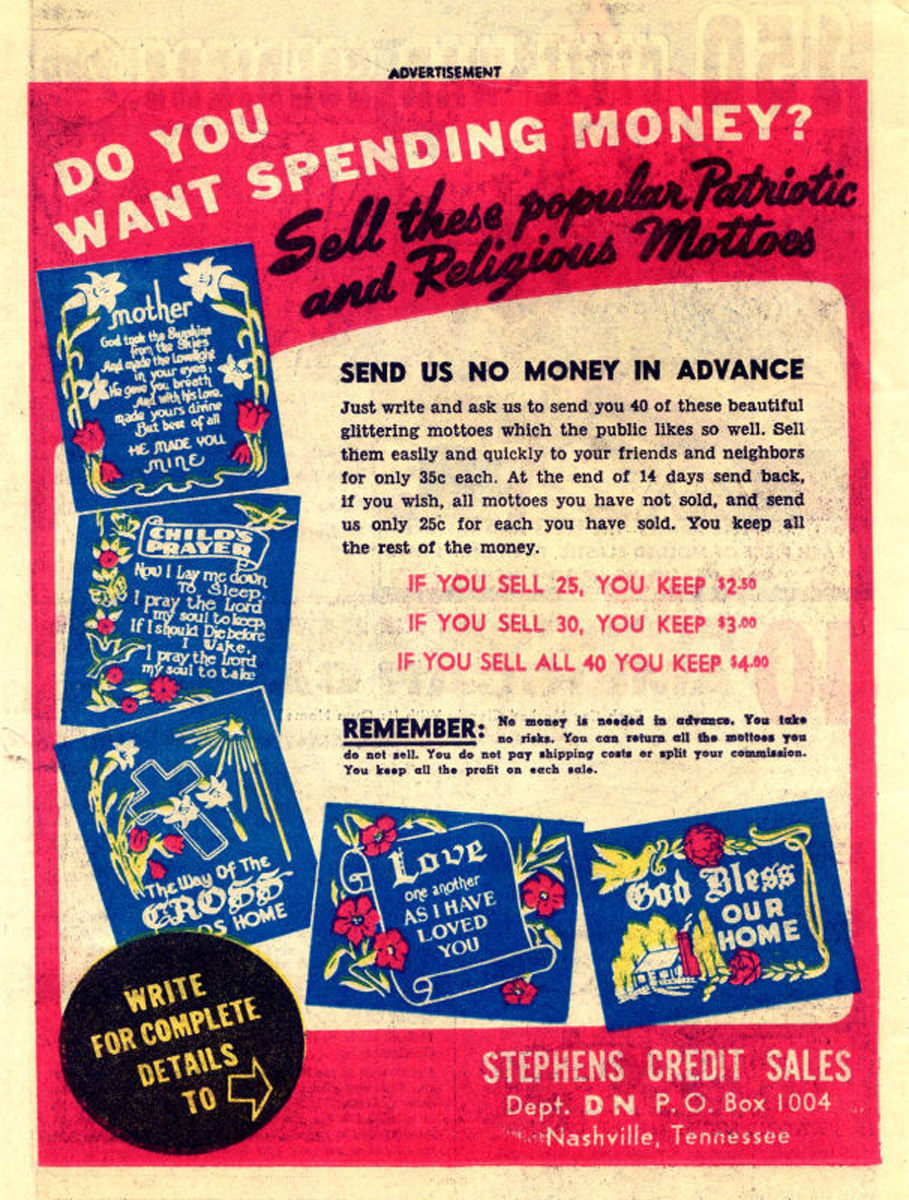 ADVERTISEMENT
DO YOU
WANT SPENDING MONEY?
Sell these popular Patriotic
and Religious Mottoes
mother
God took the Sunshine
from the Skies
And made the Lovelight
in your eyes;
He gave you breath
And with his Love,
made yours divine
But best of all
HE MADE YOU
MINE
CHILD'S
PRAYER
Now I Lay me down
To Sleep,
I pray the Lord
my soul to keep,
If I should Die before
I Wake,
I pray the Lord
my soul to take
The Way Of The
CROSS
DS HOME
SEND US NO MONEY IN ADVANCE
Just write and ask us to send you 40 of these beautiful
glittering mottoes which the public likes so well. Sell
them easily and quickly to your friends and neighbors
for only 35c each. At the end of 14 days send back,
if you wish, all mottoes you have not sold, and send
us only 25c for each you have sold. You keep all
the rest of the money.
IF YOU SELL 25, YOU KEEP $2.50
IF YOU SELL 30, YOU KEEP $3.00
IF YOU SELL ALL 40 YOU KEEP $4.00
REMEMBER: No money is needed in advance. You take
no risks. You can return all the mottoes you
do not sell. You do not pay shipping costs or split your commission.
You keep all the profit on each sale.
Love
one another
AS I HAVE
LOVED
YOU
God Bless
OUR
HOME
WRITE
FOR COMPLETE
DETAILS
TO
STEPHENS CREDIT SALES
Dept. DN P. O. Box 1004
Nashville, Tennessee